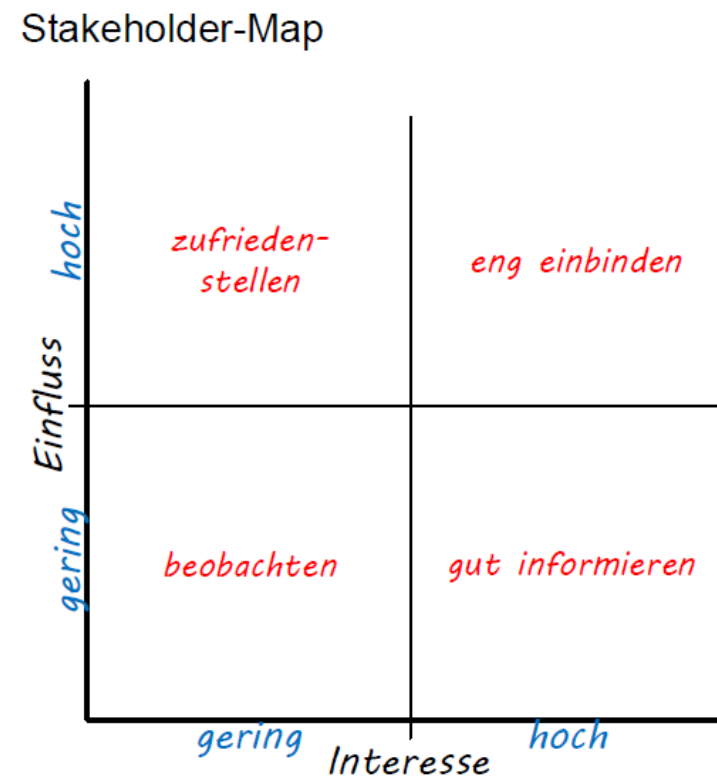 Stakeholder-Map
hoch
zufrieden-
stellen
eng einbinden
Einfluss
gering
beobachten
gut informieren
gering
hoch
Interesse